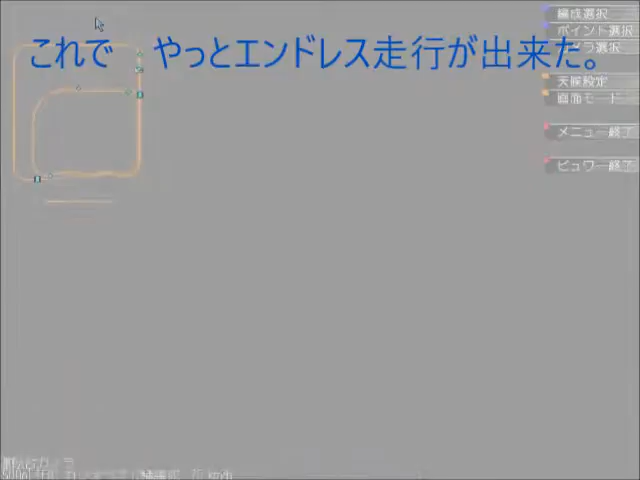 これで　やっとエンドレス走行が出来た。
編成選択
ポイント選択
カメラ選択
天候設定
画面モード
メニュー終了
ビュワー終了